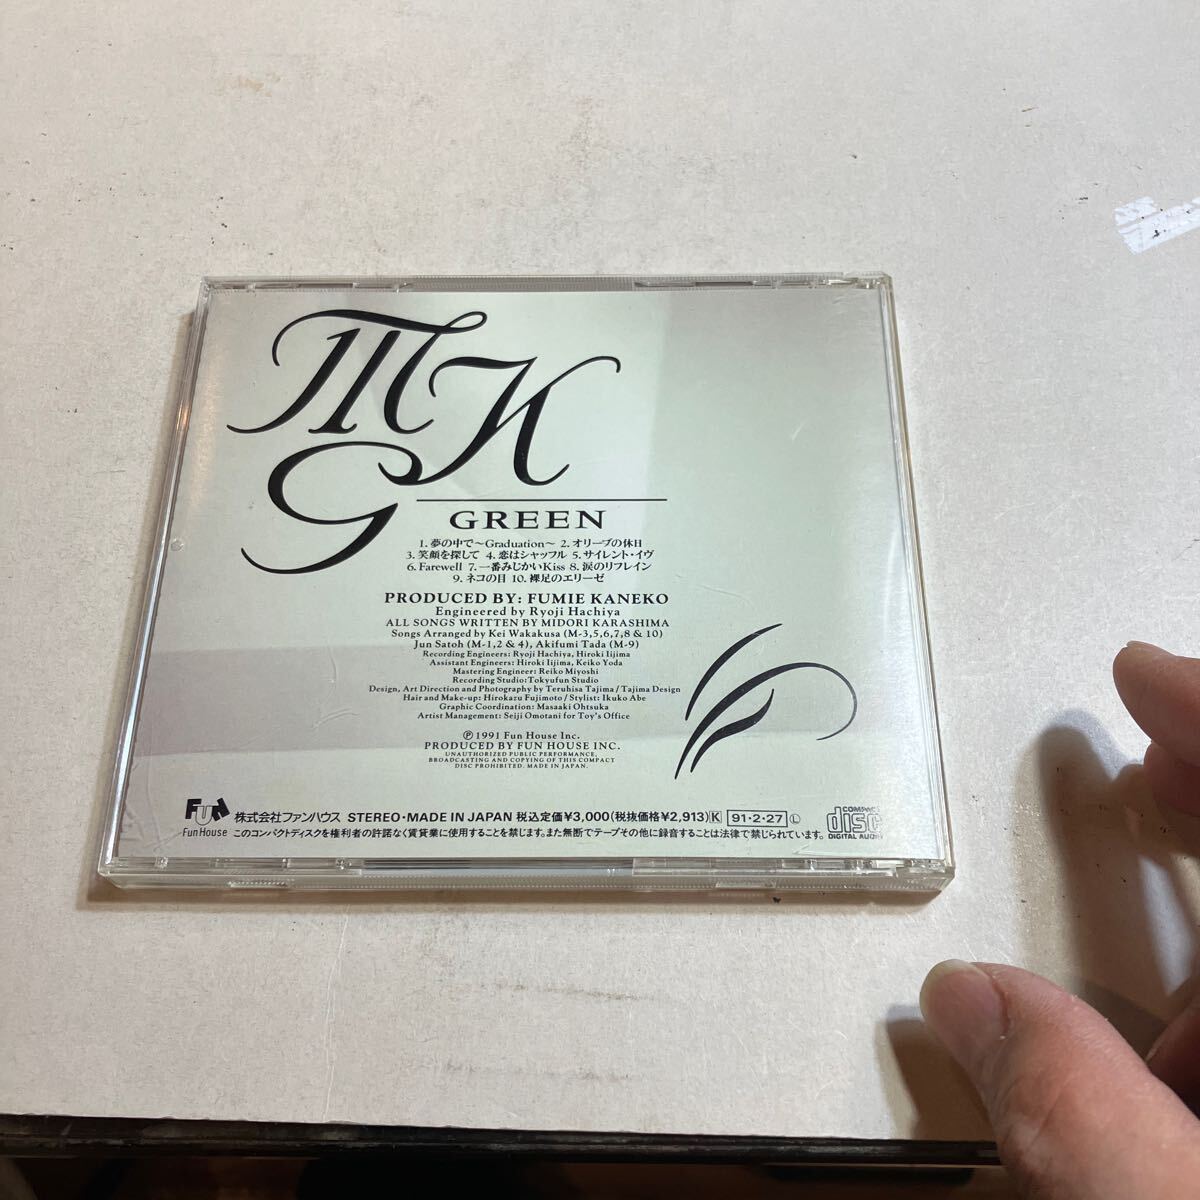 MK
G
GREEN
1. 夢の中で〜Graduation〜 2. オリーブの休日
3. 笑顔を探して 4. 恋はシャッフル 5. サイレント・イヴ
6. Farewell 7. 一番みじかいKiss 8. 涙のリフレイン
9. ネコの目 10. 裸足のエリーゼ
PRODUCED BY: FUMIE KANEKO
Engineered by Ryoji Hachiya
ALL SONGS WRITTEN BY MIDORI KARASHIMA
Songs Arranged by Kei Wakakusa (M-3,5,6,7,8 & 10)
Jun Satoh (M-1,2 & 4), Akifumi Tada (M-9)
Recording Engineers: Ryoji Hachiya, Hiroki Iijima
Assistant Engineers: Hiroki Iijima, Keiko Yoda
Mastering Engineer: Reiko Miyoshi
Recording Studio: Tokyufun Studio
Design, Art Direction and Photography by Teruhisa Tajima / Tajima Design
Hair and Make-up: Hirokazu Fujimoto / Stylist: Ikuko Abe
Graphic Coordination: Masaaki Ohtsuka
Artist Management: Seiji Omotani for Toy's Office
Ⓟ 1991 Fun House Inc.
PRODUCED BY FUN HOUSE INC.
UNAUTHORIZED PUBLIC PERFORMANCE,
BROADCASTING AND COPYING OF THIS COMPACT
DISC PROHIBITED. MADE IN JAPAN.
FUN
Fun House
株式会社ファンハウス STEREO・MADE IN JAPAN 税込定価¥3,000(税抜価格¥2,913) K 91・2・27 Ⓛ
COMPACT disc DIGITAL AUDIO
このコンパクトディスクを権利者の許諾なく賃貸業に使用することを禁じます。また無断でテープその他に録音することは法律で禁じられています。